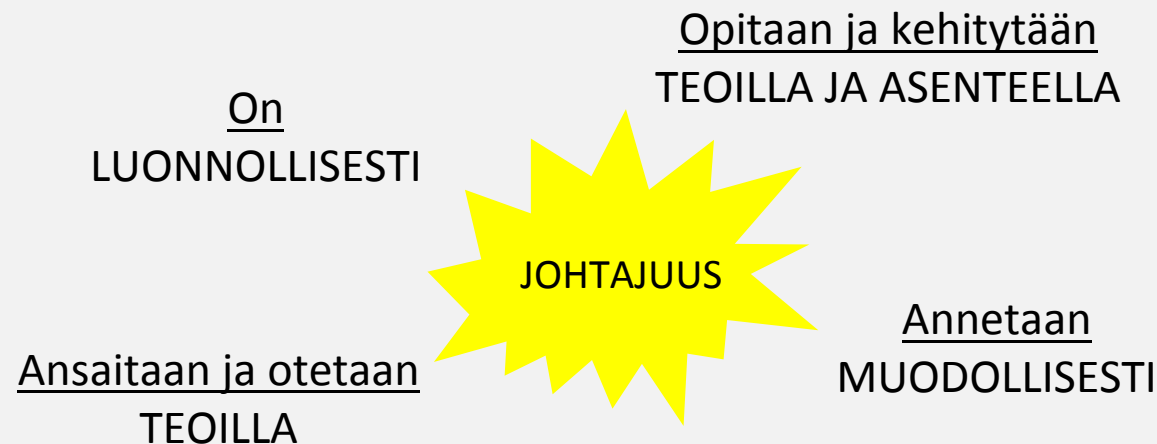 Opitaan ja kehitytään
TEOILLA JA ASENTEELLA
On
LUONNOLLISESTI
JOHTAJUUS
Annetaan
MUODOLLISESTI
Ansaitaan ja otetaan
TEOILLA